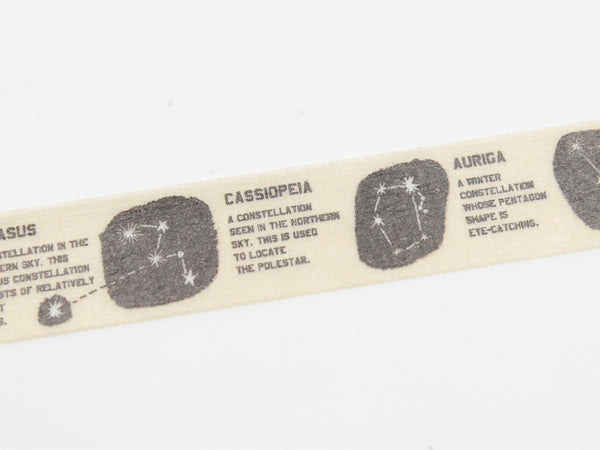 ASUS
STELLATION IN THE
ERN SKY. THIS
US CONSTELLATION
STS OF RELATIVELY
T
S.
CASSIOPEIA
A CONSTELLATION
SEEN IN THE NORTHERN
SKY. THIS IS USED
TO LOCATE
THE POLESTAR.
AURIGA
A WINTER
CONSTELLATION
WHOSE PENTAGON
SHAPE IS
EYE-CATCHING.